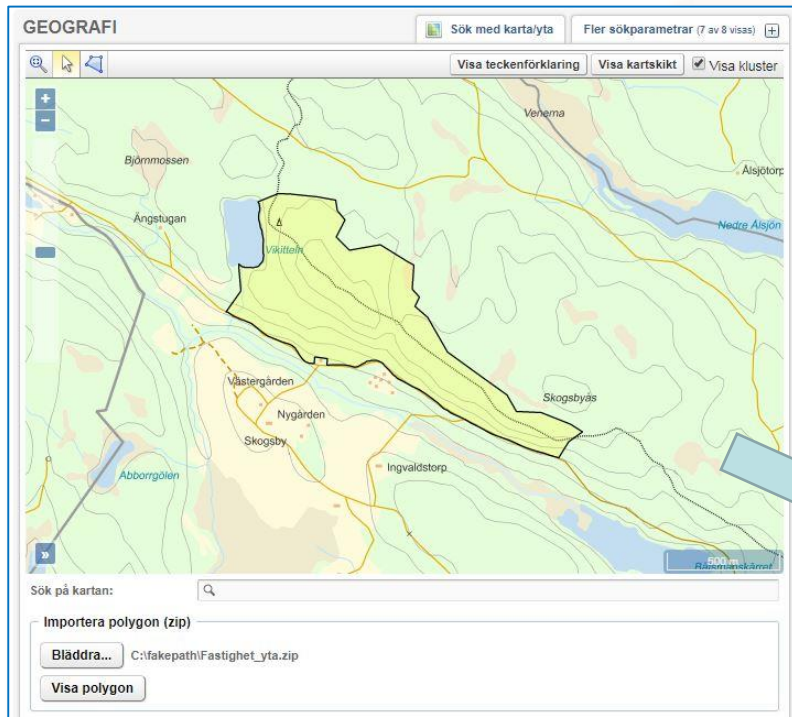 GEOGRAFI
Sök med karta/yta
Fler sökparametrar (7 av 8 visas)
Visa teckenförklaring
Visa kartskikt
Visa kluster
Venema
Björnmossen
Älsjötorp
Ängstugan
Nedre Älsjön
Vikitteln
Västergården
Skogsbyås
Nygården
Skogsby
Ingvaldstorp
Abborrgölen
500 m
Båtsmanskärret
Sök på kartan:
Importera polygon (zip)
Bläddra... C:\fakepath\Fastighet_yta.zip
Visa polygon